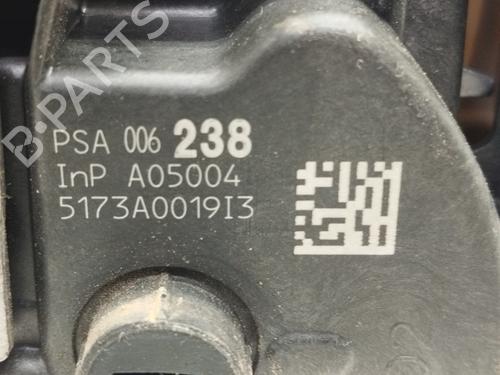 B-PARTS
PSA 006 238
InP A05004
5173A0019I3